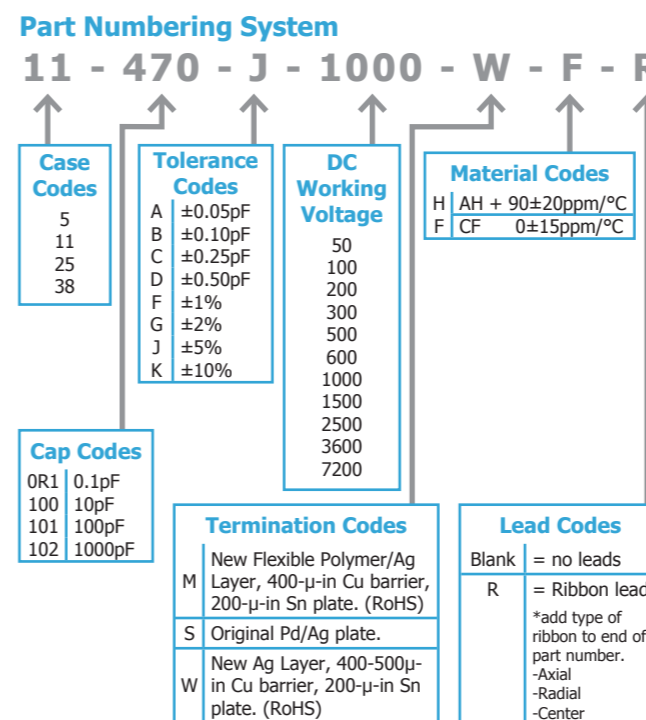 Part Numbering System
11 - 470 - J - 1000 - W - F - R
Case
Codes
5
11
25
38
Tolerance
Codes
A ±0.05pF
B ±0.10pF
C ±0.25pF
D ±0.50pF
F ±1%
G ±2%
J ±5%
K ±10%
DC
Working
Voltage
50
100
200
300
500
600
1000
1500
2500
3600
7200
Material Codes
H AH + 90±20ppm/°C
F CF 0±15ppm/°C
Cap Codes
0R1 0.1pF
100 10pF
101 100pF
102 1000pF
Termination Codes
M New Flexible Polymer/Ag
Layer, 400-µ-in Cu barrier,
200-µ-in Sn plate. (RoHS)
S Original Pd/Ag plate.
W New Ag Layer, 400-500µ-
in Cu barrier, 200-µ-in Sn
plate. (RoHS)
Lead Codes
Blank = no leads
R = Ribbon lead
*add type of
ribbon to end of
part number.
-Axial
-Radial
-Center